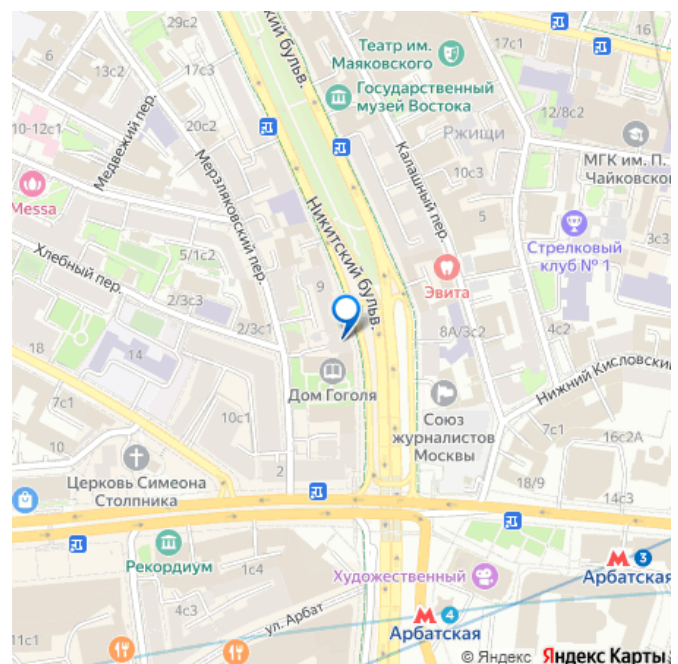 29с2
ский бульв.
17с1
16
Театр им.
Маяковского
6
13с2
17с3
Государственный
музей Востока
12/8с2
10-12с1
20с2
Ржищи
МГК им. П.
Чайковског
Медвежий пер.
Мерзляковский пер.
Калашный пер.
10с3
Messa
5
3с3
Никитский бульв.
Стрелковый
клуб № 1
Хлебный пер.
5/1с2
9
Эвита
2/3с3
2/3с1
8А/3с2
4с2
18
14
Дом Гоголя
Нижний Кисловский
7с1
10с1
Союз
журналистов
Москвы
7с1
16с2А
10
2
Церковь Симеона
Столпника
18/9
14с3
Рекордиум
1с4
Художественный
3
Арбатская
4с3
ул. Арбат
4
Арбатская
11с1
© Яндекс Яндекс Карты